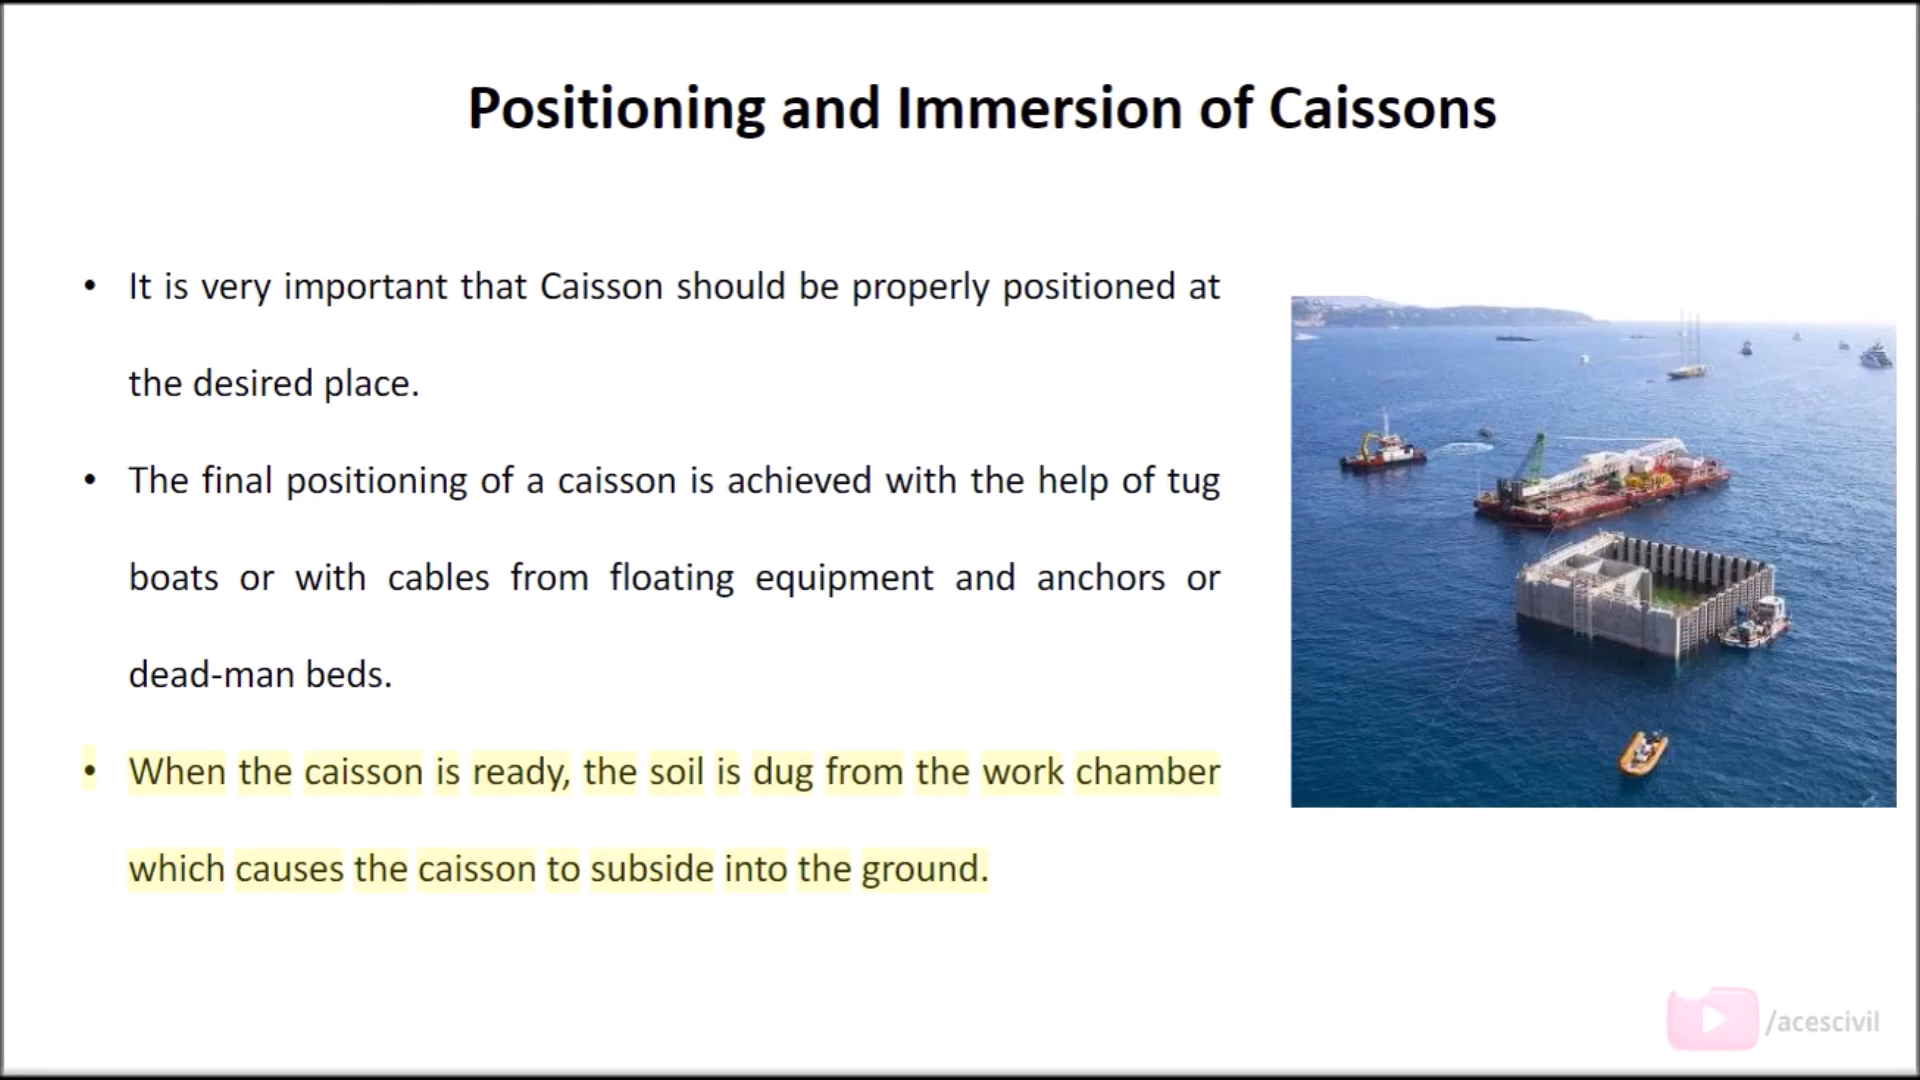 Positioning and Immersion of Caissons
• It is very important that Caisson should be properly positioned at
the desired place.
• The final positioning of a caisson is achieved with the help of tug
boats or with cables from floating equipment and anchors or
dead-man beds.
• When the caisson is ready, the soil is dug from the work chamber
which causes the caisson to subside into the ground.
/acescivil